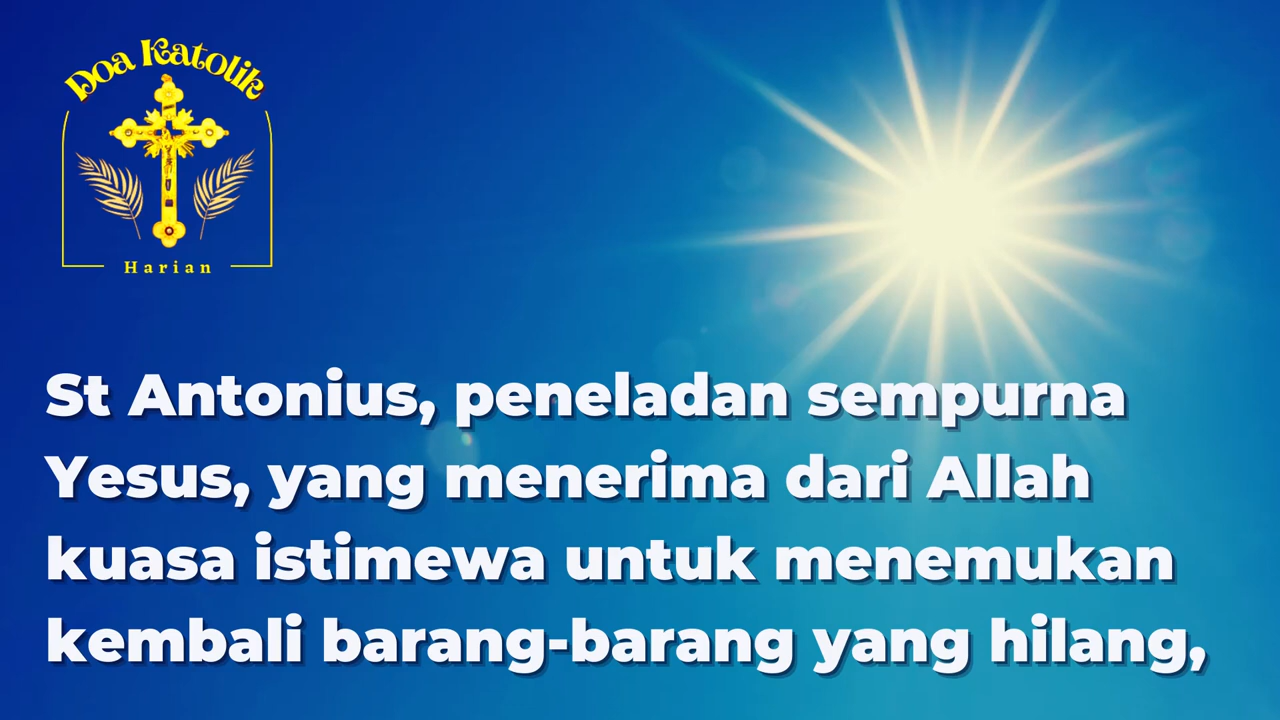 Doa Katolik
Harian
St Antonius, peneladan sempurna
Yesus, yang menerima dari Allah
kuasa istimewa untuk menemukan
kembali barang-barang yang hilang,